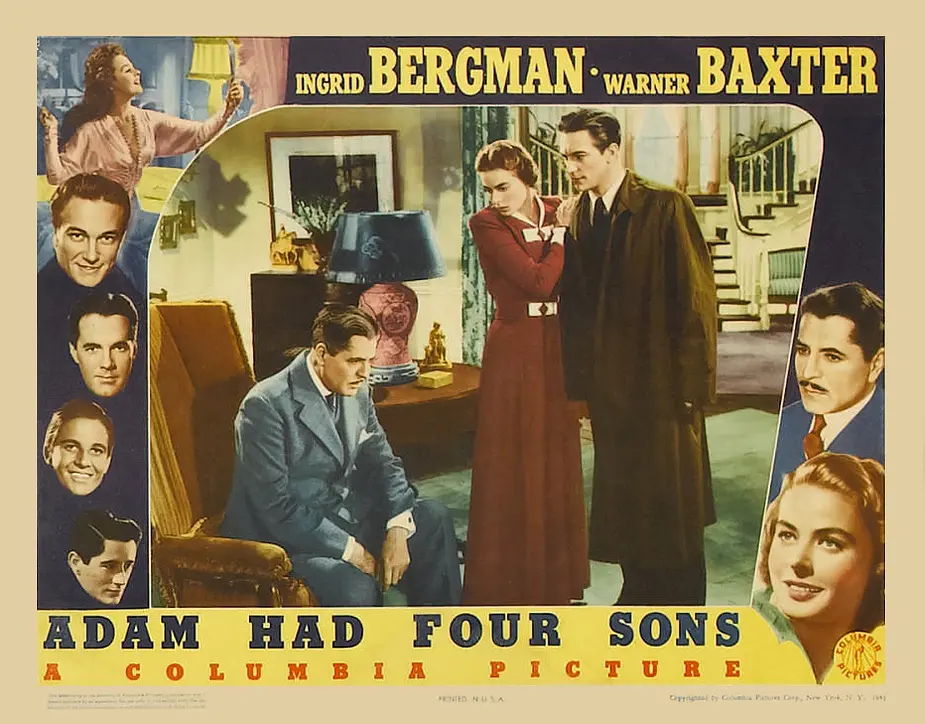 INGRID BERGMAN · WARNER BAXTER
ADAM HAD FOUR SONS
A COLUMBIA PICTURE
COLUMBIA PICTURES
PRINTED IN U.S.A.
Copyrighted by Columbia Pictures Corp., New York, N. Y. 1941